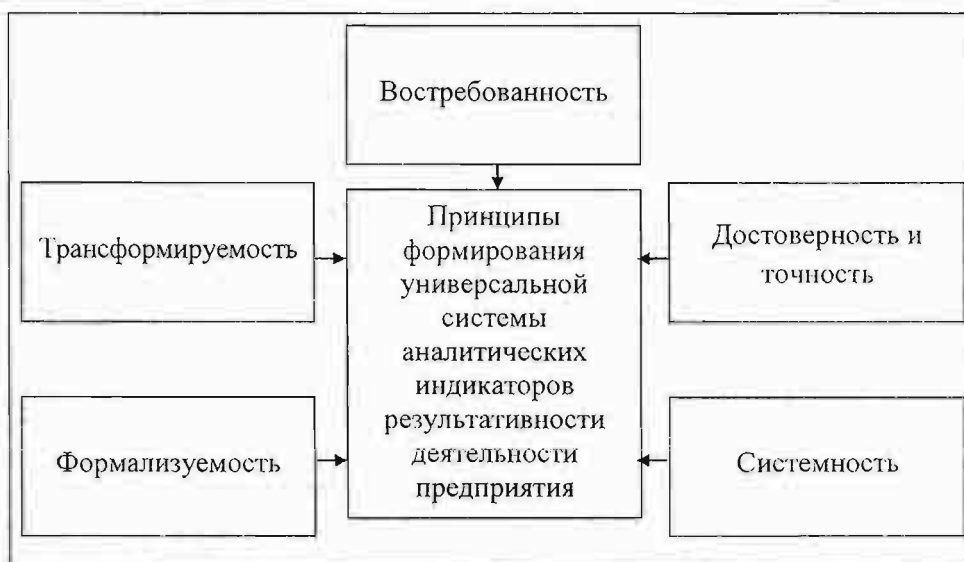 Востребованность
Трансформируемость
Принципы
формирования
универсальной
системы
аналитических
индикаторов
результативности
деятельности
предприятия
Достоверность и
точность
Формализуемость
Системность